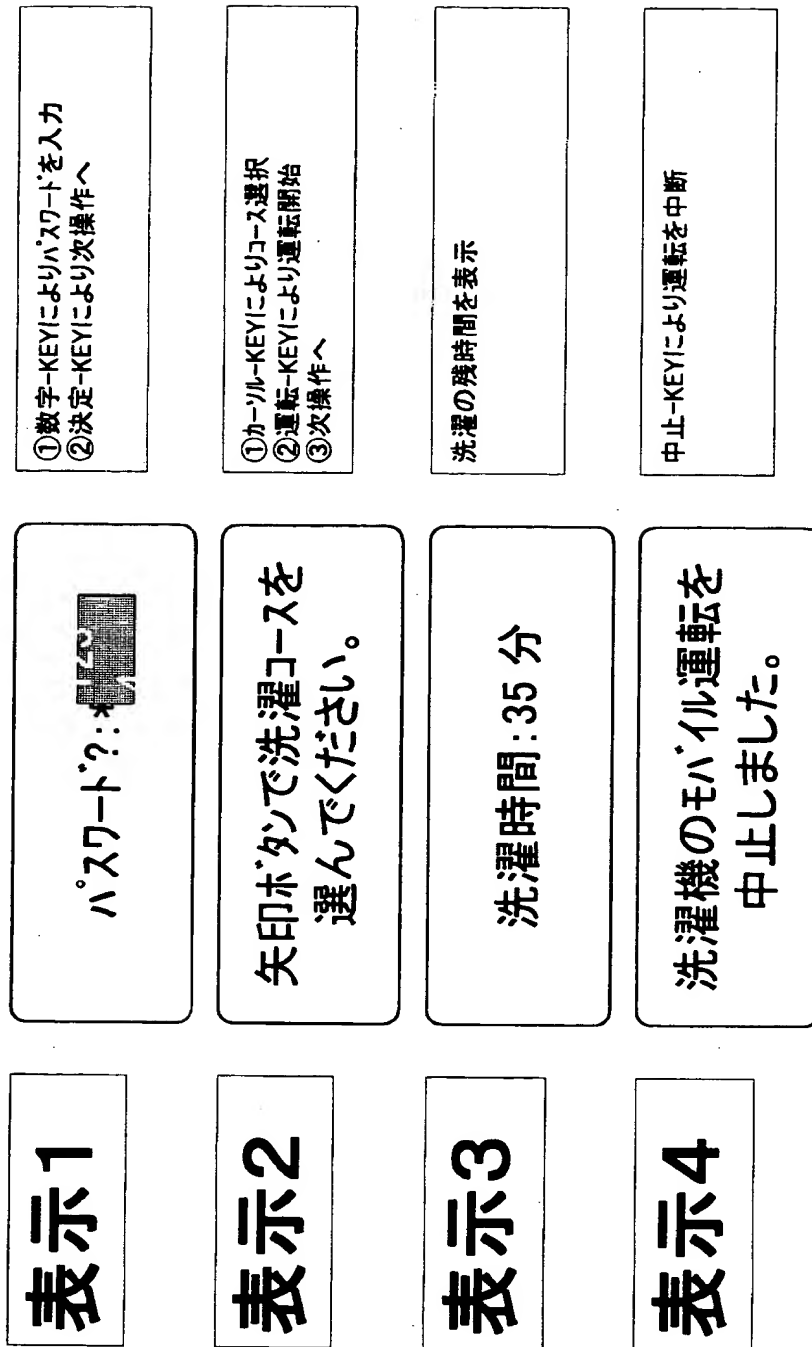 表示1
パスワード?:*
①数字-KEYによりパスワードを入力
②決定-KEYにより次操作へ
表示2
矢印ボタンで洗濯コースを
選んでください。
①カーソル-KEYによりコース選択
②運転-KEYにより運転開始
③次操作へ
表示3
洗濯時間:35分
洗濯の残時間を表示
表示4
洗濯機のモバイル運転を
中止しました。
中止-KEYにより運転を中断